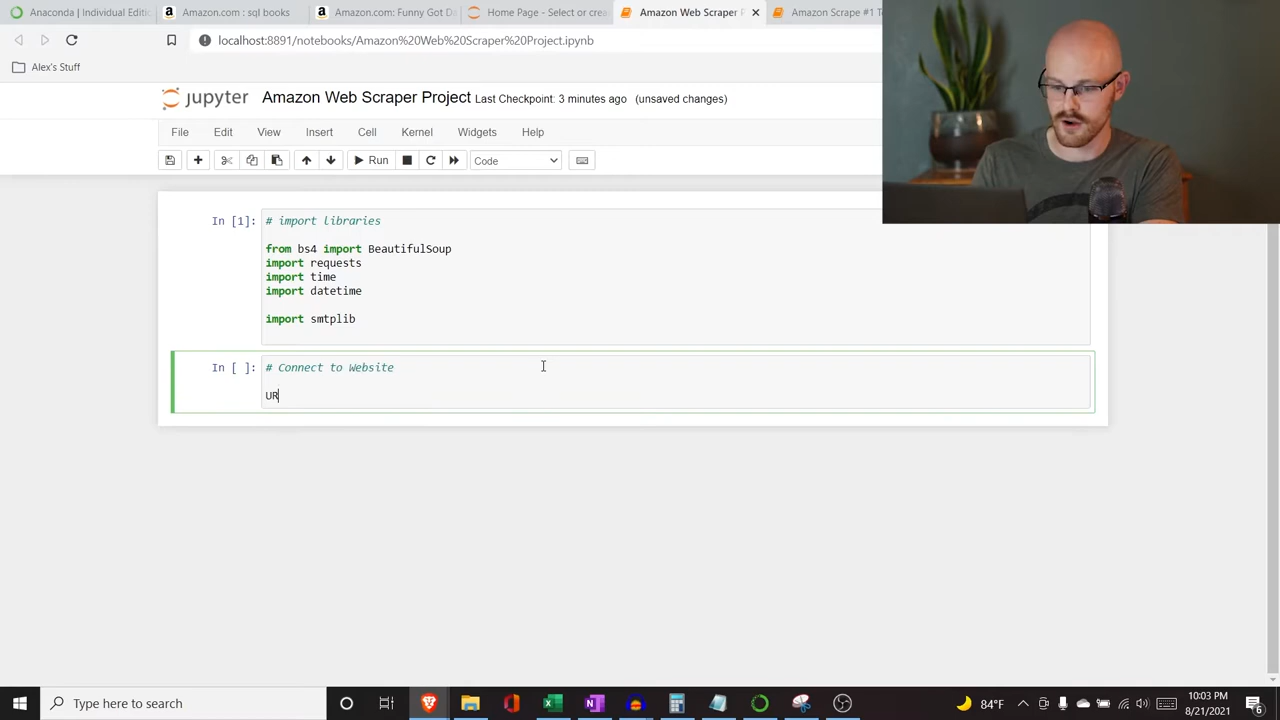 Anaconda | Individual Edition
Amazon.com : sql books
Amazon.com: Funny Got Da
Home Page - Select or crea
Amazon Web Scraper P
Amazon Scrape #1 T
localhost:8891/notebooks/Amazon%20Web%20Scraper%20Project.ipynb
Alex's Stuff
jupyter Amazon Web Scraper Project Last Checkpoint: 3 minutes ago (unsaved changes)
File Edit View Insert Cell Kernel Widgets Help
Run Code
In [1]: # import libraries
from bs4 import BeautifulSoup
import requests
import time
import datetime
import smtplib
In [ ]: # Connect to Website
UR
Type here to search
84°F
10:03 PM
8/21/2021
6